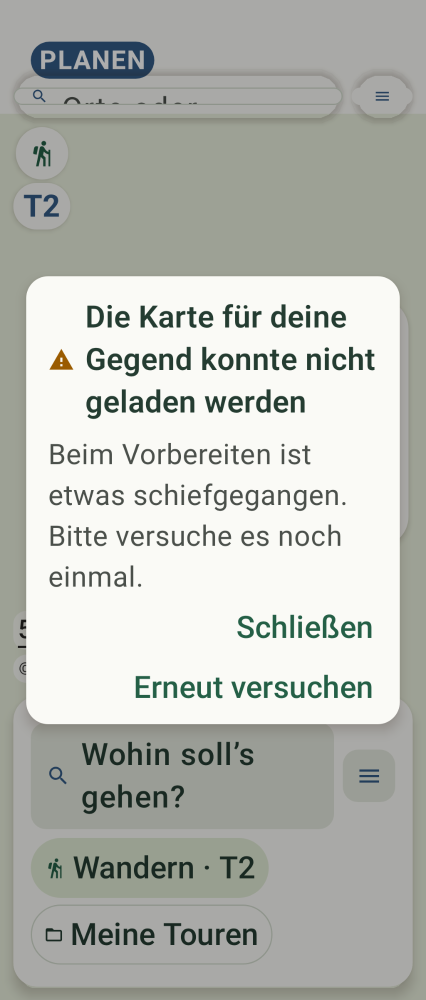 PLANEN
T2
Die Karte für deine
Gegend konnte nicht
geladen werden
Beim Vorbereiten ist
etwas schiefgegangen.
Bitte versuche es noch
einmal.
Schließen
Erneut versuchen
Wohin soll’s
gehen?
Wandern · T2
Meine Touren